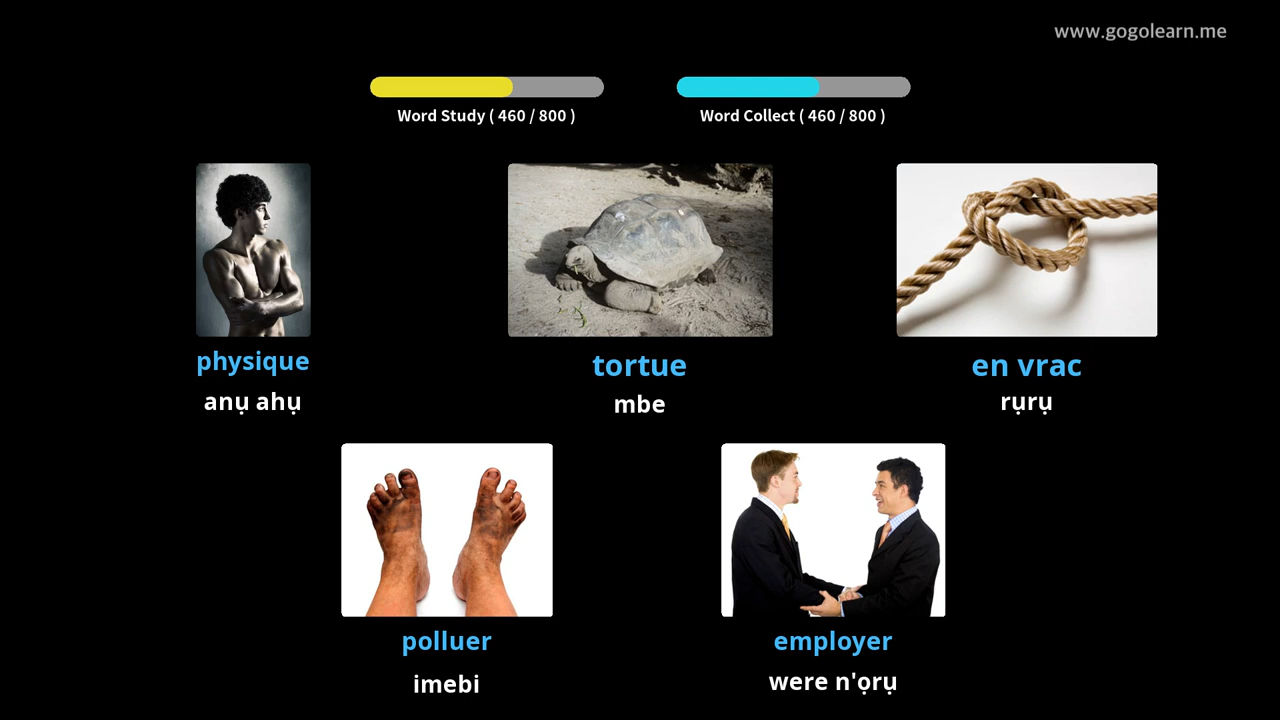 www.gogolearn.me
Word Study ( 460 / 800 )
Word Collect ( 460 / 800 )
physique
tortue
en vrac
anụ ahụ
mbe
rụrụ
polluer
employer
imebi
were n'ọrụ